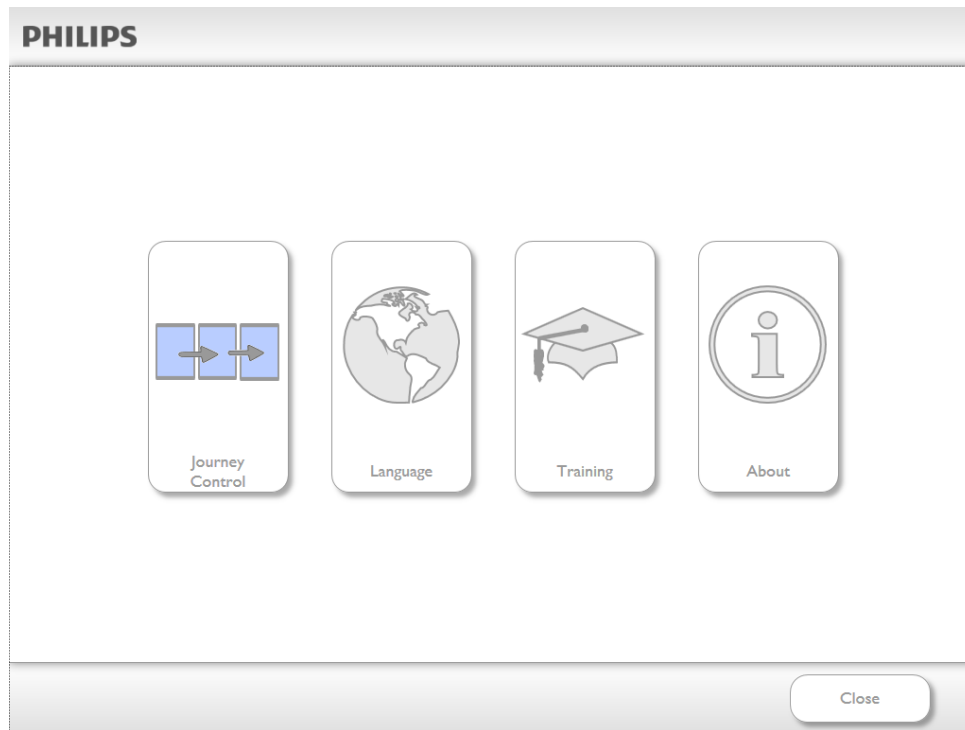 PHILIPS
Journey
Control
Language
Training
About
Close